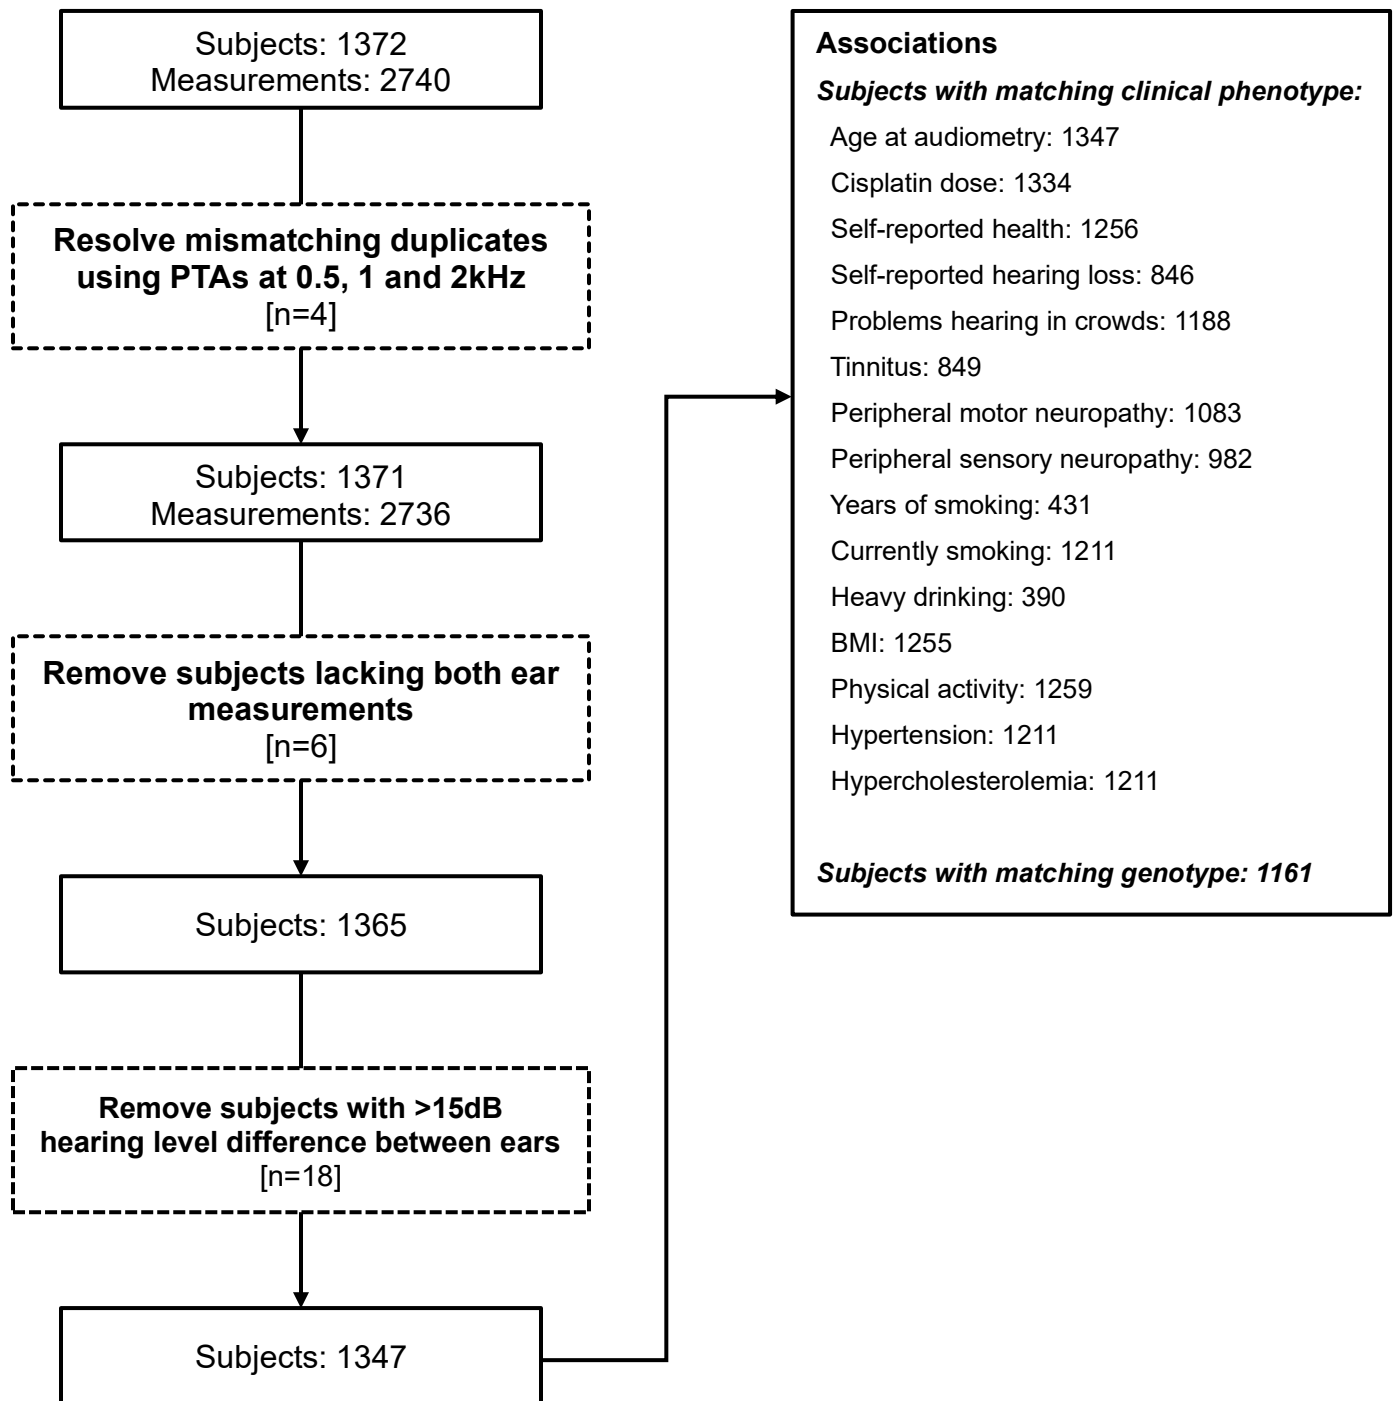 Subjects: 1372
Measurements: 2740
Resolve mismatching duplicates
using PTAs at 0.5, 1 and 2kHz
[n=4]
Subjects: 1371
Measurements: 2736
Remove subjects lacking both ear
measurements
[n=6]
Subjects: 1365
Remove subjects with >15dB
hearing level difference between ears
[n=18]
Subjects: 1347
Associations
Subjects with matching clinical phenotype:
Age at audiometry: 1347
Cisplatin dose: 1334
Self-reported health: 1256
Self-reported hearing loss: 846
Problems hearing in crowds: 1188
Tinnitus: 849
Peripheral motor neuropathy: 1083
Peripheral sensory neuropathy: 982
Years of smoking: 431
Currently smoking: 1211
Heavy drinking: 390
BMI: 1255
Physical activity: 1259
Hypertension: 1211
Hypercholesterolemia: 1211
Subjects with matching genotype: 1161